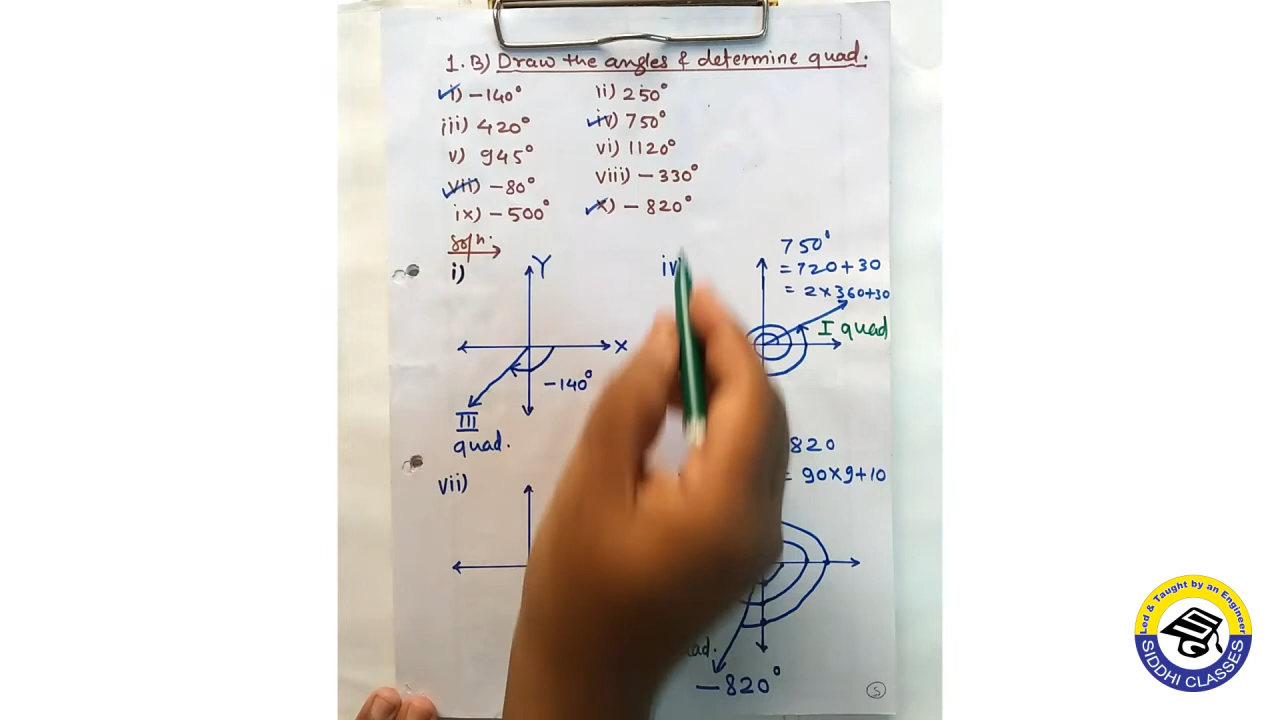 1. B) Draw the angles & determine quad.
i) -140° ii) 250°
iii) 420° iv) 750°
v) 945° vi) 1120°
vii) -80° viii) -330°
ix) -500° x) -820°
Soln.
i) Y
X
-140°
III
quad.
iv)
750°
=720+30
= 2×360+30
I quad
vii)
820
= 90×9+10
-820°
5
Led & Taught by an Engineer
SIDDHI CLASSES